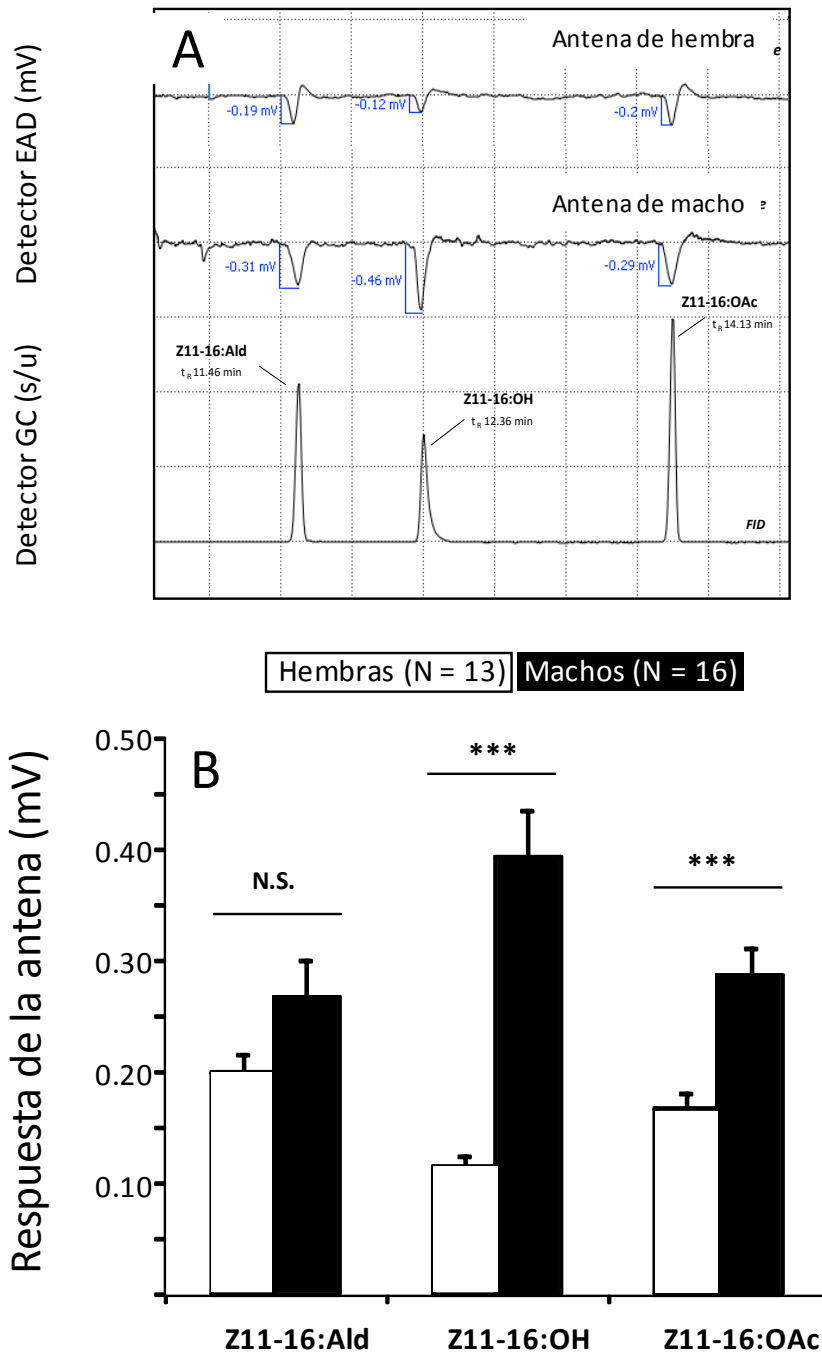 A
Antena de hembra e
-0.19 mV
-0.12 mV
-0.2 mV
Detector EAD (mV)
Antena de macho e
-0.31 mV
-0.46 mV
-0.29 mV
Z11-16:OAc
tR 14.13 min
Z11-16:Ald
tR 11.46 min
Z11-16:OH
tR 12.36 min
Detector GC (s/u)
FID
Hembras (N = 13) Machos (N = 16)
B
Respuesta de la antena (mV)
0.50
0.40
0.30
0.20
0.10
N.S.
***
***
Z11-16:Ald Z11-16:OH Z11-16:OAc